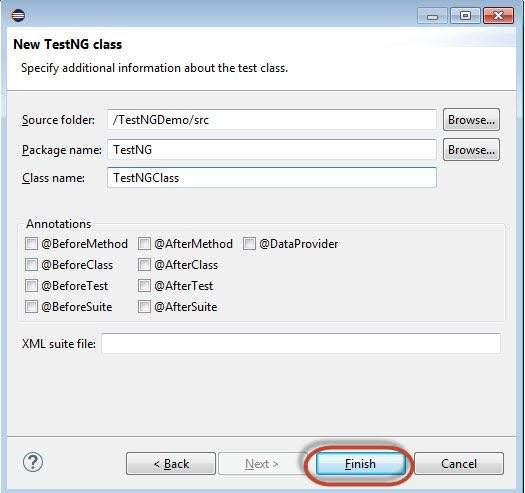 New TestNG class
Specify additional information about the test class.
Source folder: /TestNGDemo/src Browse...
Package name: TestNG Browse...
Class name: TestNGClass
Annotations
@BeforeMethod @AfterMethod @DataProvider
@BeforeClass @AfterClass
@BeforeTest @AfterTest
@BeforeSuite @AfterSuite
XML suite file:
? < Back Next > Finish Cancel